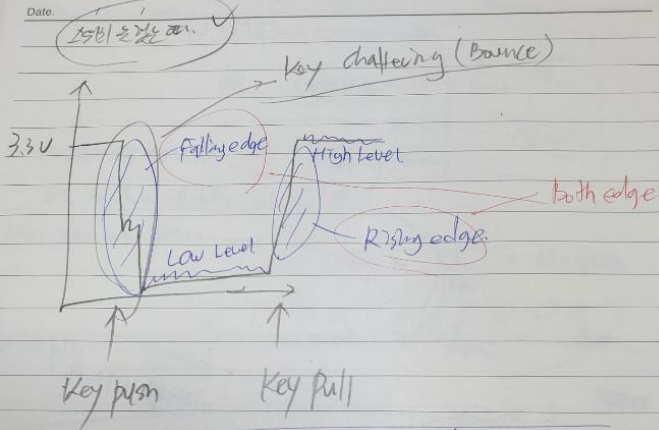 Date.
Key chattering (Bounce)
3.3V
Falling edge
High Level
Both edge
Low Level
Rising edge.
Key push
Key pull